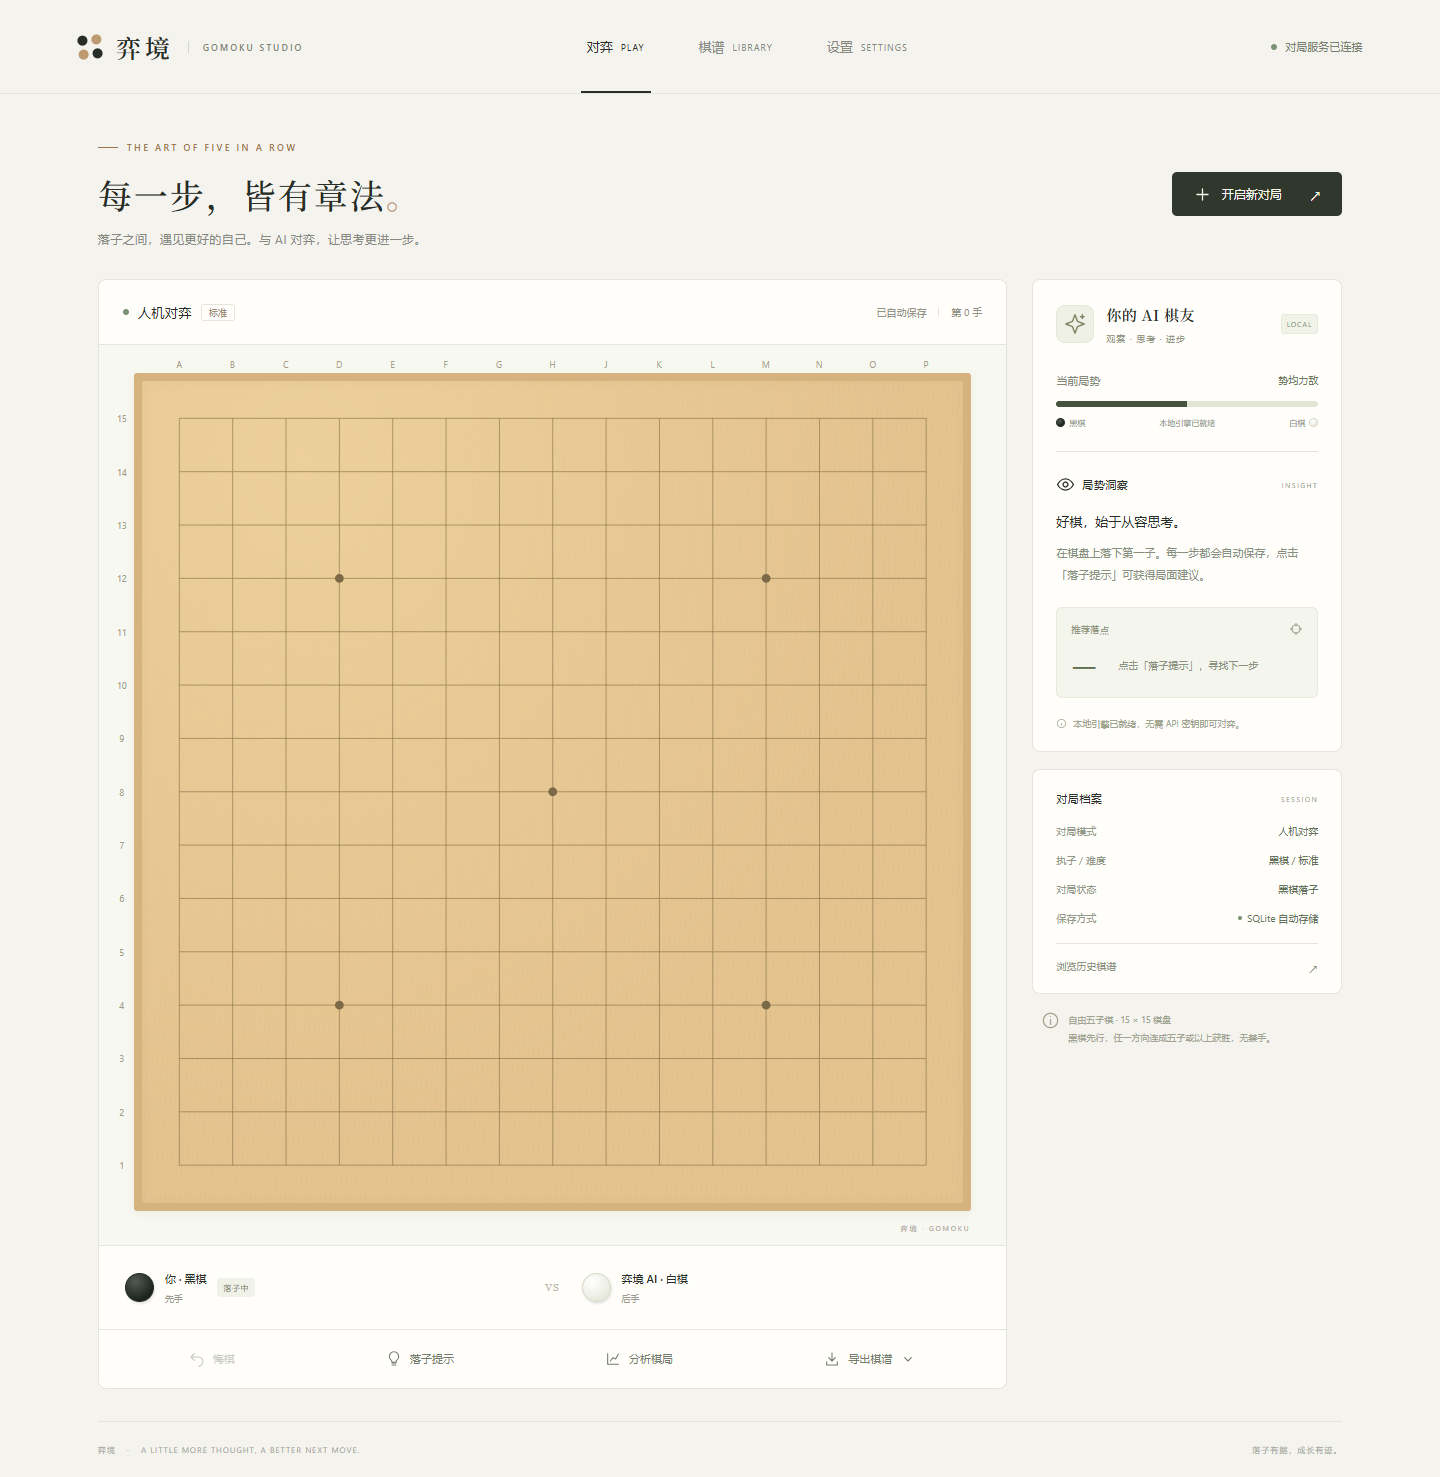 弈境 GOMOKU STUDIO
对弈 PLAY 棋谱 LIBRARY 设置 SETTINGS
对局服务已连接
THE ART OF FIVE IN A ROW
每一步，皆有章法。
落子之间，遇见更好的自己。与 AI 对弈，让思考更进一步。
开启新对局 ↗
人机对弈 标准
已自动保存 第 0 手
A B C D E F G H J K L M N O P
15
14
13
12
11
10
9
8
7
6
5
4
3
2
1
弈境 · GOMOKU
你 · 黑棋 落子中
先手
VS
弈境 AI · 白棋
后手
悔棋 落子提示 分析棋局 导出棋谱
你的 AI 棋友
观察 · 思考 · 进步
LOCAL
当前局势 势均力敌
黑棋 本地引擎已就绪 白棋
局势洞察 INSIGHT
好棋，始于从容思考。
在棋盘上落下第一子。每一步都会自动保存，点击
「落子提示」可获得局面建议。
推荐落点
— 点击「落子提示」，寻找下一步
本地引擎已就绪，无需 API 密钥即可对弈。
对局档案 SESSION
对局模式 人机对弈
执子 / 难度 黑棋 / 标准
对局状态 黑棋落子
保存方式 SQLite 自动存储
浏览历史棋谱 ↗
自由五子棋 · 15 × 15 棋盘
黑棋先行，任一方向连成五子或以上获胜，无禁手。
弈境 · A LITTLE MORE THOUGHT, A BETTER NEXT MOVE.
落子有据，成长有迹。